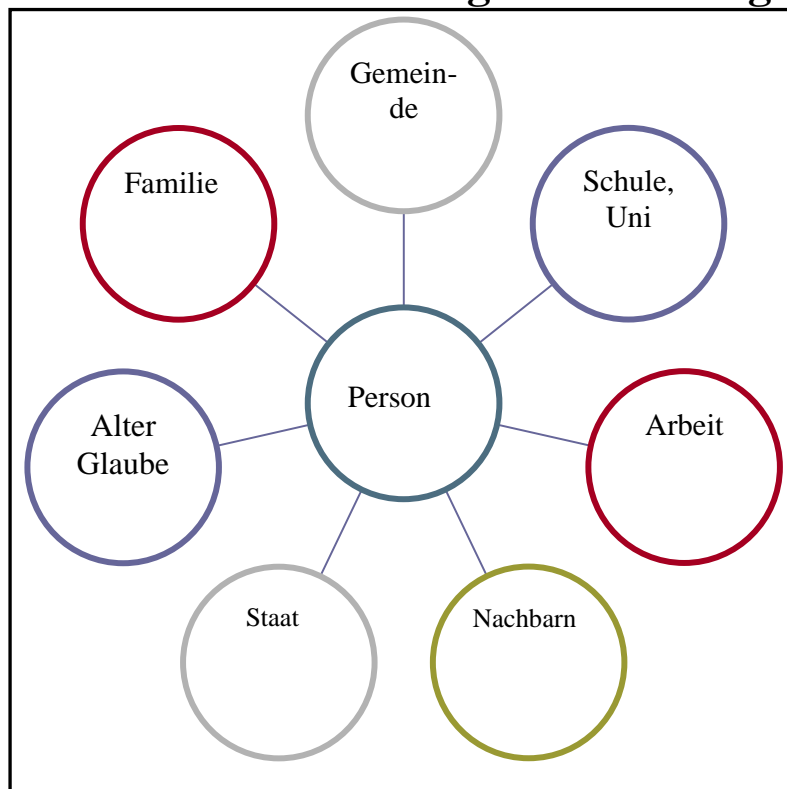 Gemein-
de
Familie
Schule,
Uni
Person
Alter
Glaube
Arbeit
Staat
Nachbarn